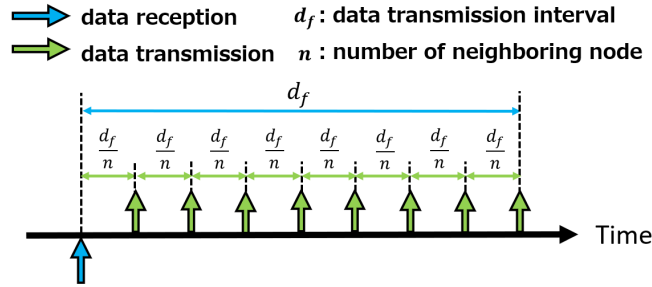 data reception
d_f : data transmission interval
data transmission
n : number of neighboring node
d_f
d_f/n d_f/n d_f/n d_f/n d_f/n d_f/n d_f/n d_f/n
Time